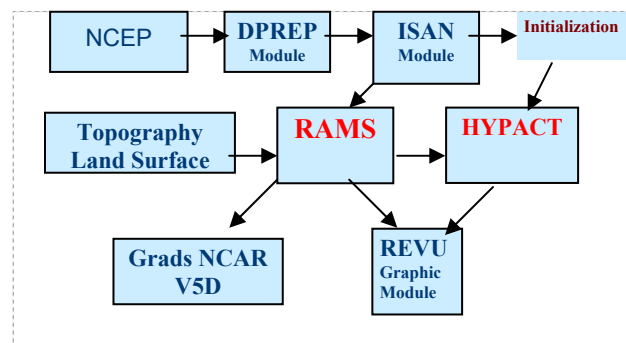 NCEP
DPREP
Module
ISAN
Module
Initialization
Topography
Land Surface
RAMS
HYPACT
Grads NCAR
V5D
REVU
Graphic
Module